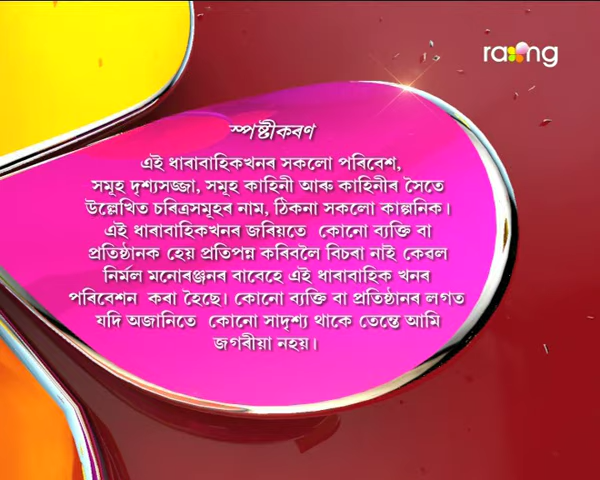 rang
স্পষ্টীকৰণ
এই ধাৰাবাহিকখনৰ সকলো পৰিবেশ,
সমূহ দৃশ্যসজ্জা, সমূহ কাহিনী আৰু কাহিনীৰ সৈতে
উল্লেখিত চৰিত্ৰসমূহৰ নাম, ঠিকনা সকলো কাল্পনিক।
এই ধাৰাবাহিকখনৰ জৰিয়তে কোনো ব্যক্তি বা
প্ৰতিষ্ঠানক হেয় প্ৰতিপন্ন কৰিবলৈ বিচৰা নাই কেৱল
নিৰ্মল মনোৰঞ্জনৰ বাবেহে এই ধাৰাবাহিক খনৰ
পৰিবেশন কৰা হৈছে। কোনো ব্যক্তি বা প্ৰতিষ্ঠানৰ লগত
যদি অজানিতে কোনো সাদৃশ্য থাকে তেন্তে আমি
জগৰীয়া নহয়।